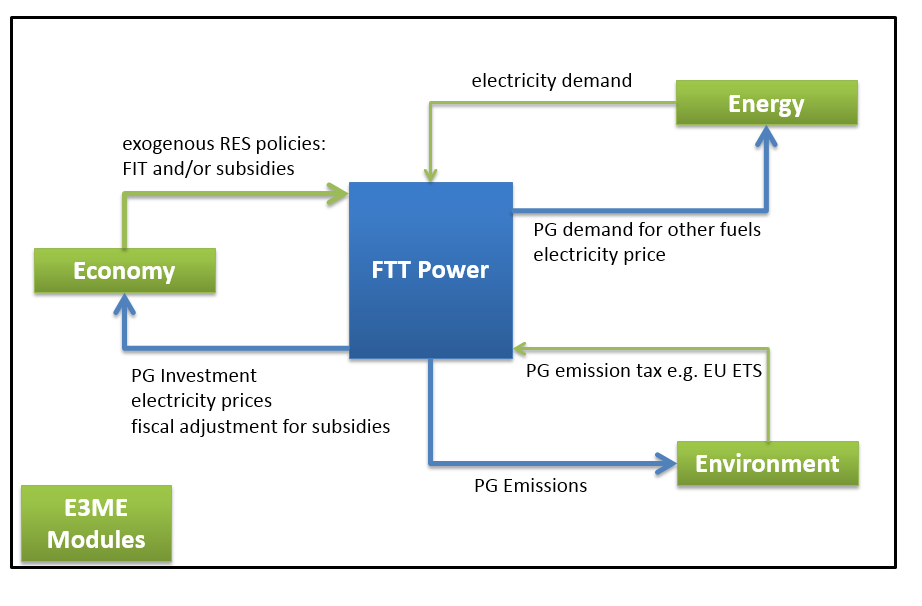 electricity demand
Energy
exogenous RES policies:
FIT and/or subsidies
PG demand for other fuels
electricity price
Economy
FTT Power
PG Investment
electricity prices
fiscal adjustment for subsidies
PG emission tax e.g. EU ETS
Environment
PG Emissions
E3ME
Modules